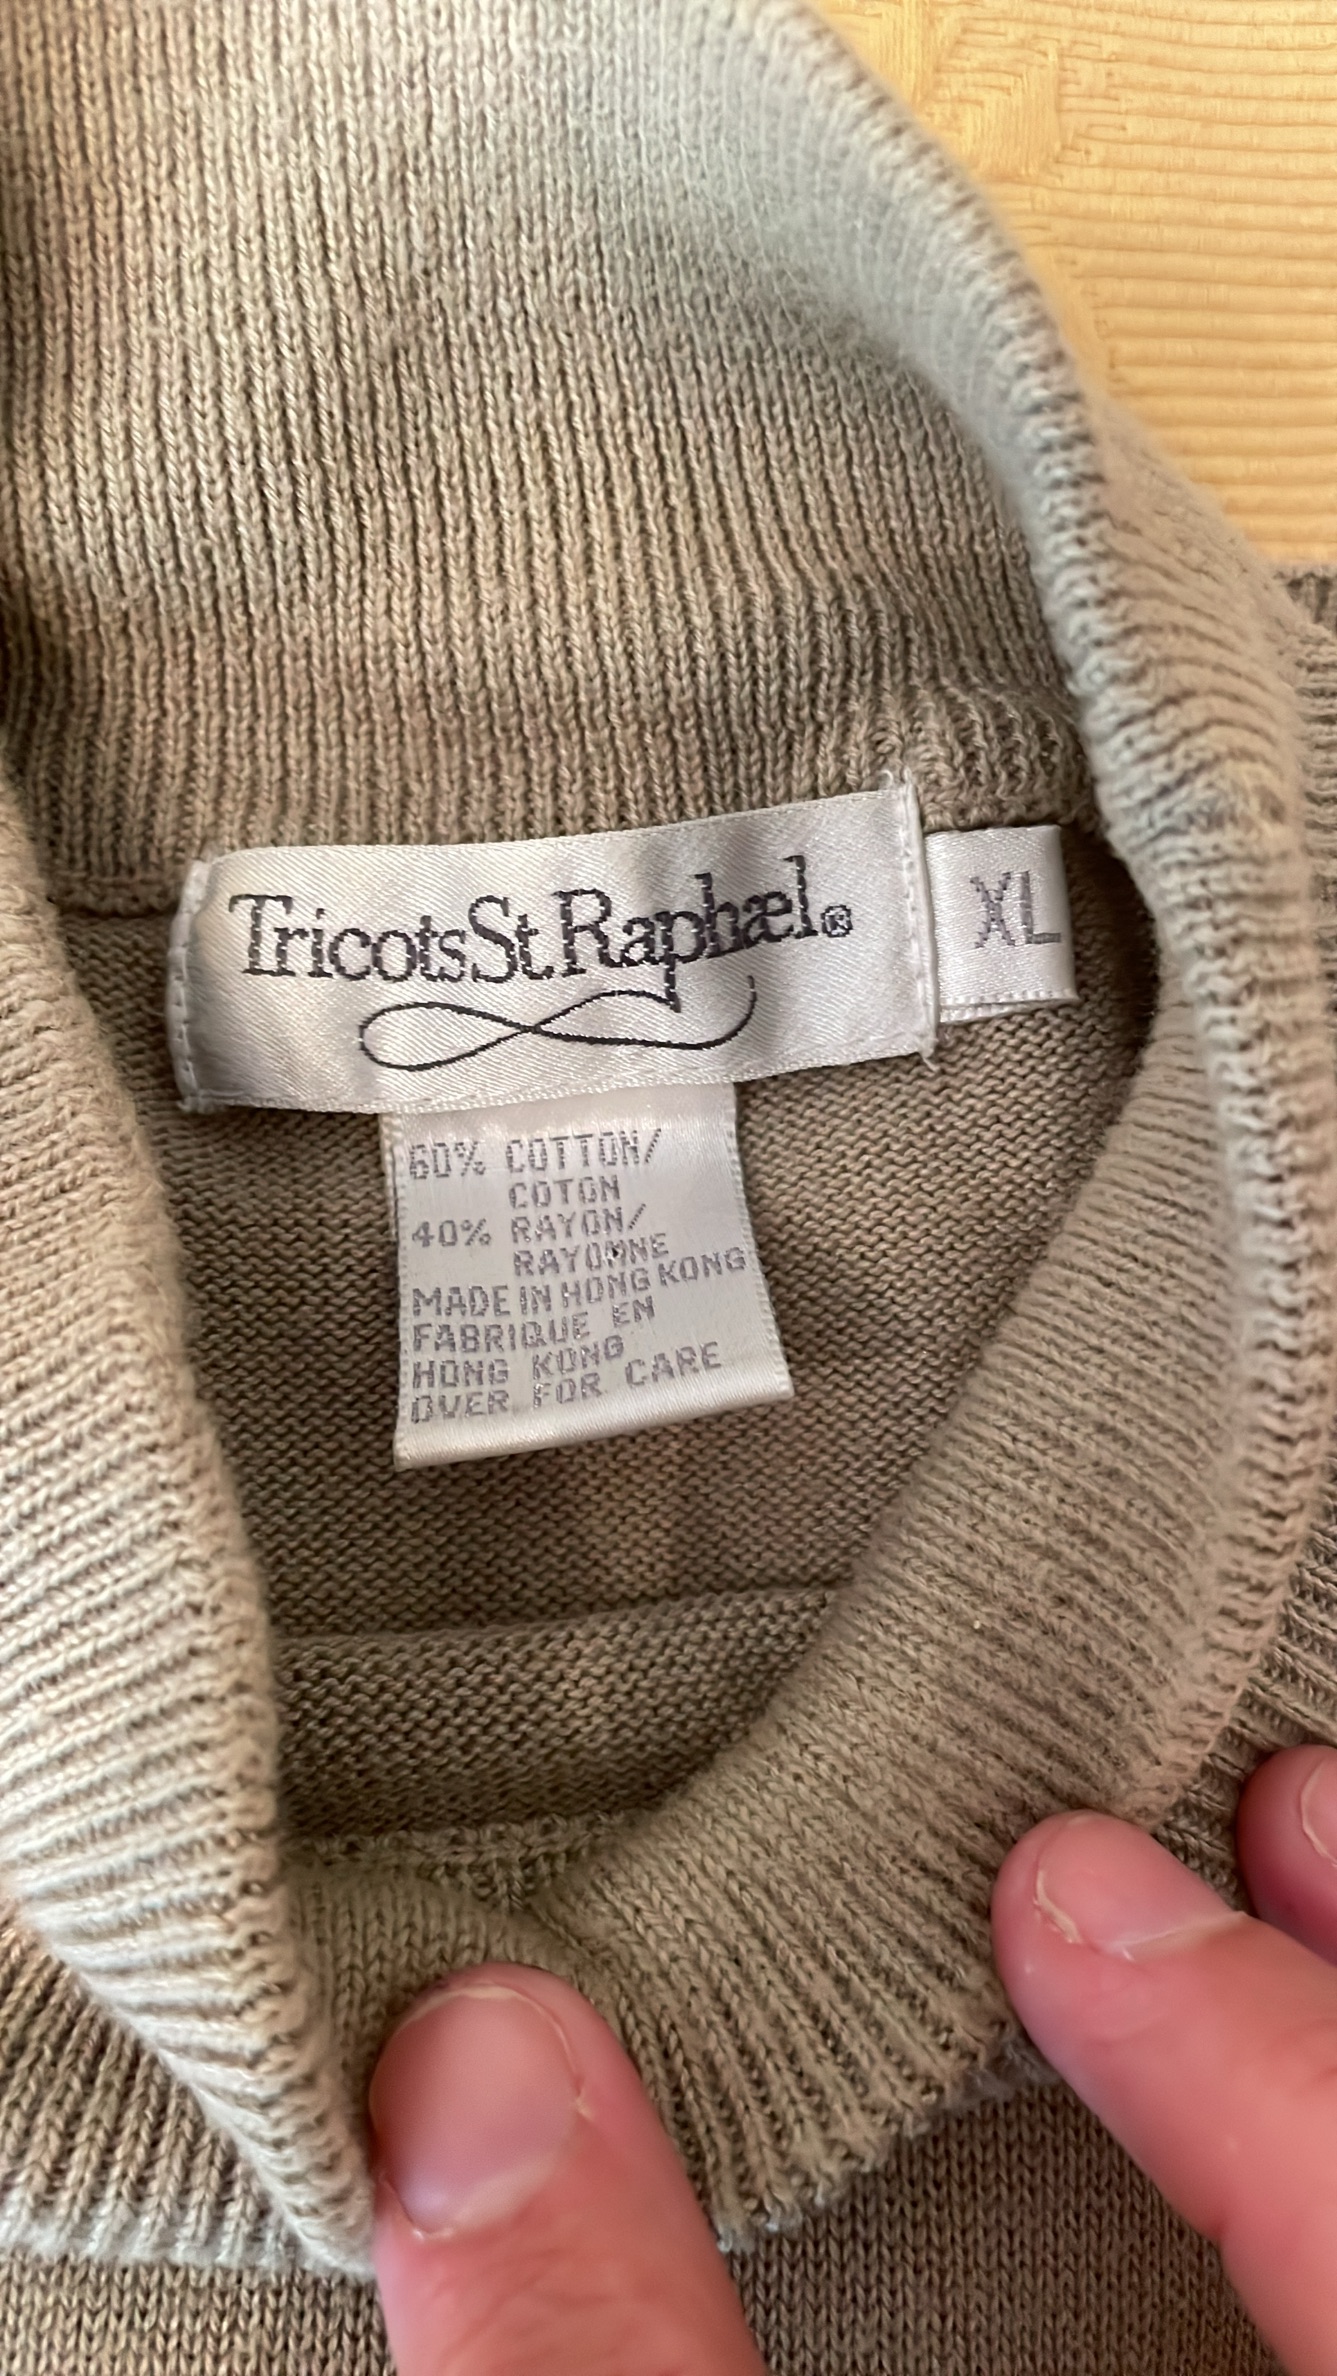 TricotsSt.Raphæl®
XL
60% COTTON/
COTON
40% RAYON/
RAYONNE
MADE IN HONG KONG
FABRIQUE EN
HONG KONG
OVER FOR CARE